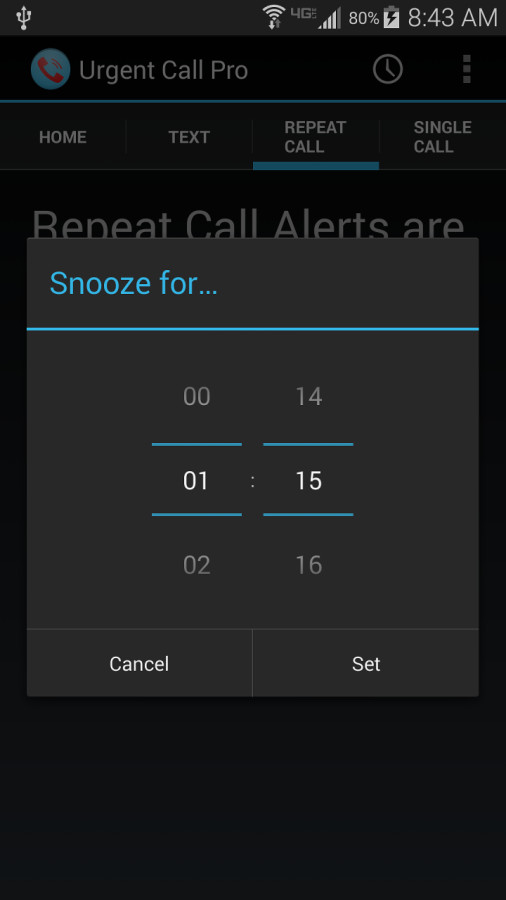 4G 80% 8:43 AM
Urgent Call Pro
HOME TEXT REPEAT CALL SINGLE CALL
Repeat Call Alerts are
Snooze for...
00 14
01 : 15
02 16
Cancel Set